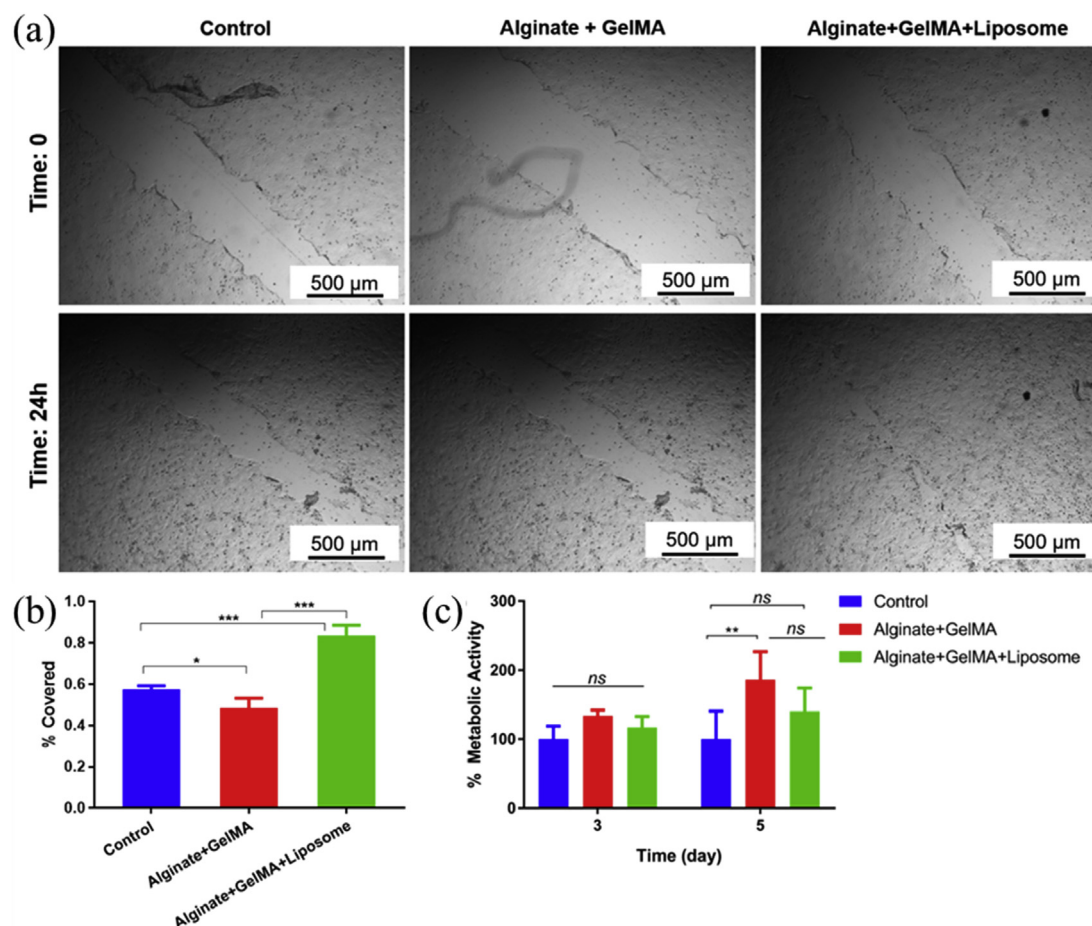 (a)
Control
Alginate + GelMA
Alginate+GelMA+Liposome
Time: 0
500 µm
500 µm
500 µm
Time: 24h
500 µm
500 µm
500 µm
(b)
% Covered
1.0
0.8
0.6
0.4
0.2
0.0
***
***
*
Control
Alginate+GelMA
Alginate+GelMA+Liposome
(c)
% Metabolic Activity
300
200
100
0
ns
ns
**
ns
3
5
Time (day)
Control
Alginate+GelMA
Alginate+GelMA+Liposome